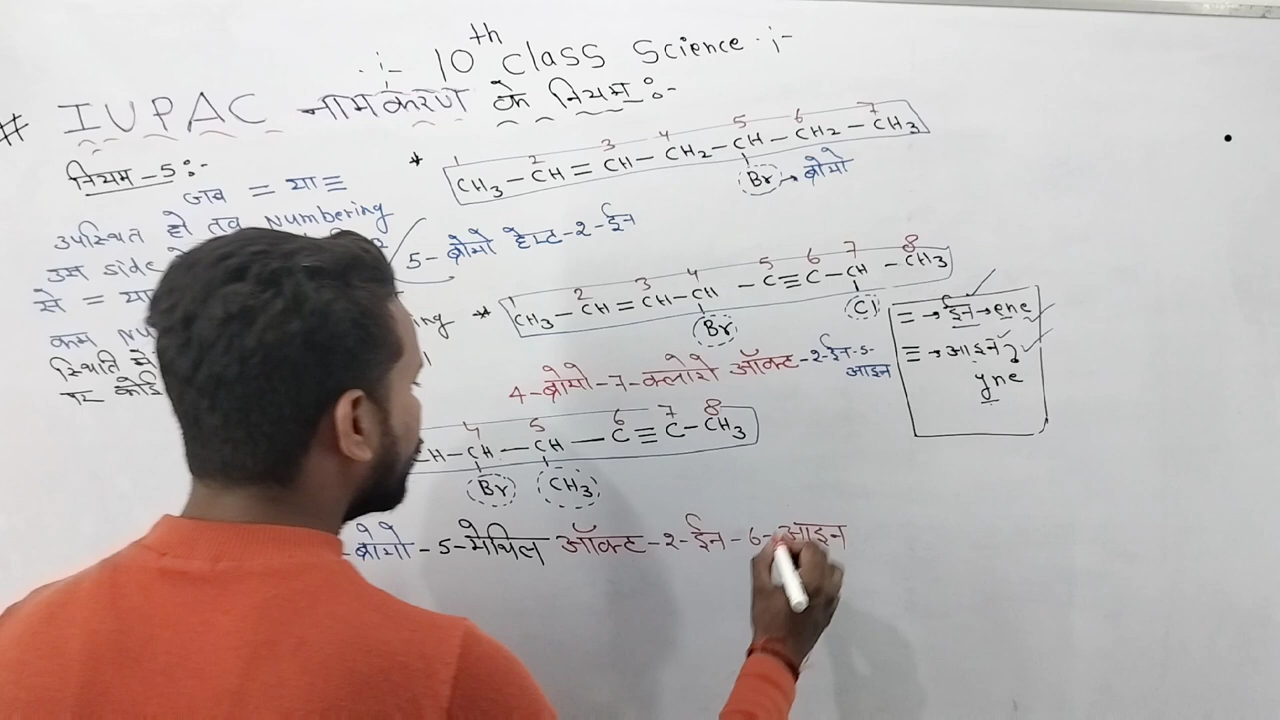 :- 10th class Science :-
# IUPAC नामकरण के नियम :-
नियम-5:-
जब = या ≡
उपस्थित हो तब Numbering
उस side
से = या
कम Nu
स्थिति में
पर कोई
ing
* 1 2 3 4 5 6 7
CH3 - CH = CH - CH2 - CH - CH2 - CH3
Br → ब्रोमो
5-ब्रोमो हेप्ट-2-ईन
* 1 2 3 4 5 6 7 8
CH3 - CH = CH - CH - C ≡ C - CH - CH3
Br Cl
4-ब्रोमो-7-क्लोरो ऑक्ट-2-ईन-5-
आइन
= → ईन → ene
≡ → आइन
yne
4 5 6 7 8
CH - CH - CH - C ≡ C - CH3
Br CH3
-ब्रोमो-5-मेथिल ऑक्ट-2-ईन-6-आइन